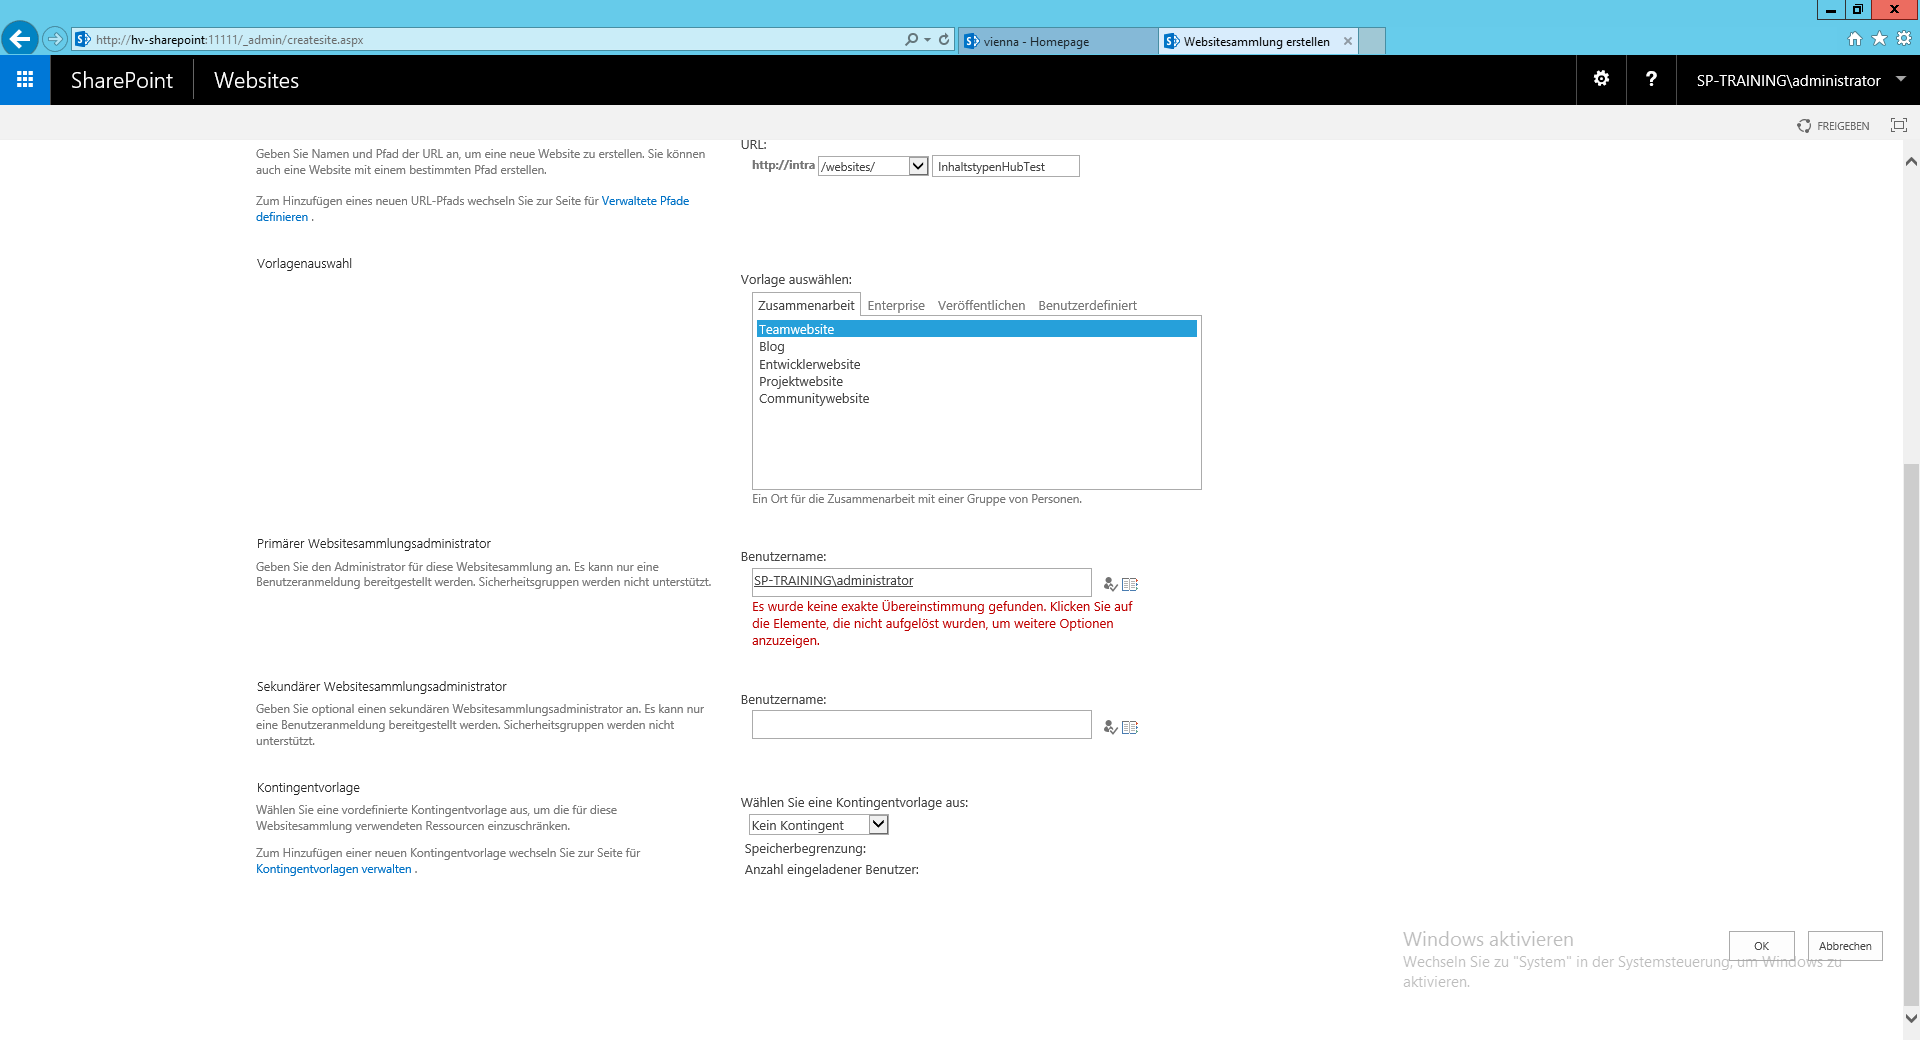 http://hv-sharepoint:11111/_admin/createsite.aspx
vienna - Homepage
Websitesammlung erstellen
SharePoint
Websites
?
SP-TRAINING\administrator
FREIGEBEN
Geben Sie Namen und Pfad der URL an, um eine neue Website zu erstellen. Sie können
auch eine Website mit einem bestimmten Pfad erstellen.
Zum Hinzufügen eines neuen URL-Pfads wechseln Sie zur Seite für Verwaltete Pfade
definieren .
URL:
http://intra /websites/ InhaltstypenHubTest
Vorlagenauswahl
Vorlage auswählen:
Zusammenarbeit Enterprise Veröffentlichen Benutzerdefiniert
Teamwebsite
Blog
Entwicklerwebsite
Projektwebsite
Communitywebsite
Ein Ort für die Zusammenarbeit mit einer Gruppe von Personen.
Primärer Websitesammlungsadministrator
Geben Sie den Administrator für diese Websitesammlung an. Es kann nur eine
Benutzeranmeldung bereitgestellt werden. Sicherheitsgruppen werden nicht unterstützt.
Benutzername:
SP-TRAINING\administrator
Es wurde keine exakte Übereinstimmung gefunden. Klicken Sie auf
die Elemente, die nicht aufgelöst wurden, um weitere Optionen
anzuzeigen.
Sekundärer Websitesammlungsadministrator
Geben Sie optional einen sekundären Websitesammlungsadministrator an. Es kann nur
eine Benutzeranmeldung bereitgestellt werden. Sicherheitsgruppen werden nicht
unterstützt.
Benutzername:
Kontingentvorlage
Wählen Sie eine vordefinierte Kontingentvorlage aus, um die für diese
Websitesammlung verwendeten Ressourcen einzuschränken.
Zum Hinzufügen einer neuen Kontingentvorlage wechseln Sie zur Seite für
Kontingentvorlagen verwalten .
Wählen Sie eine Kontingentvorlage aus:
Kein Kontingent
Speicherbegrenzung:
Anzahl eingeladener Benutzer:
OK
Abbrechen
Windows aktivieren
Wechseln Sie zu "System" in der Systemsteuerung, um Windows zu
aktivieren.